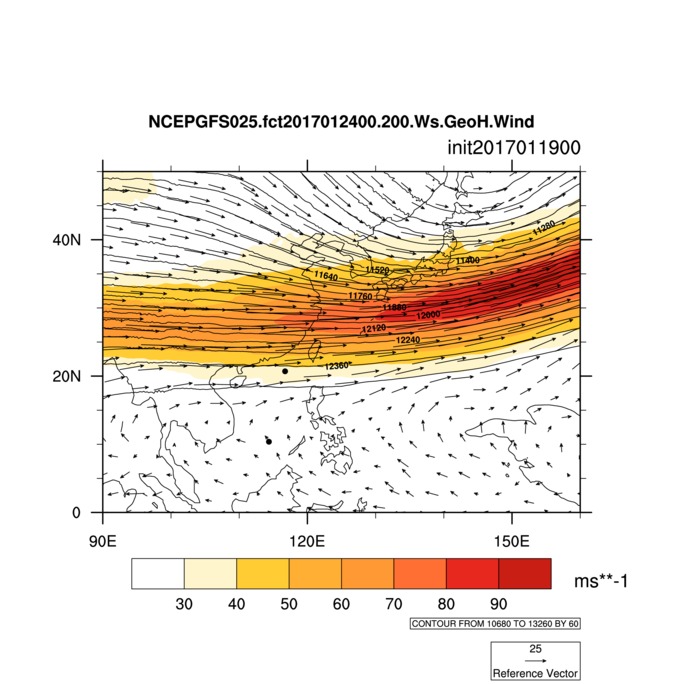 NCEPGFS025.fct2017012400.200.Ws.GeoH.Wind
init2017011900
40N
20N
0
90E 120E 150E
11280
11400
11520
11640
11760
11880
12000
12120
12240
12360
30 40 50 60 70 80 90
ms**-1
CONTOUR FROM 10680 TO 13260 BY 60
25
Reference Vector